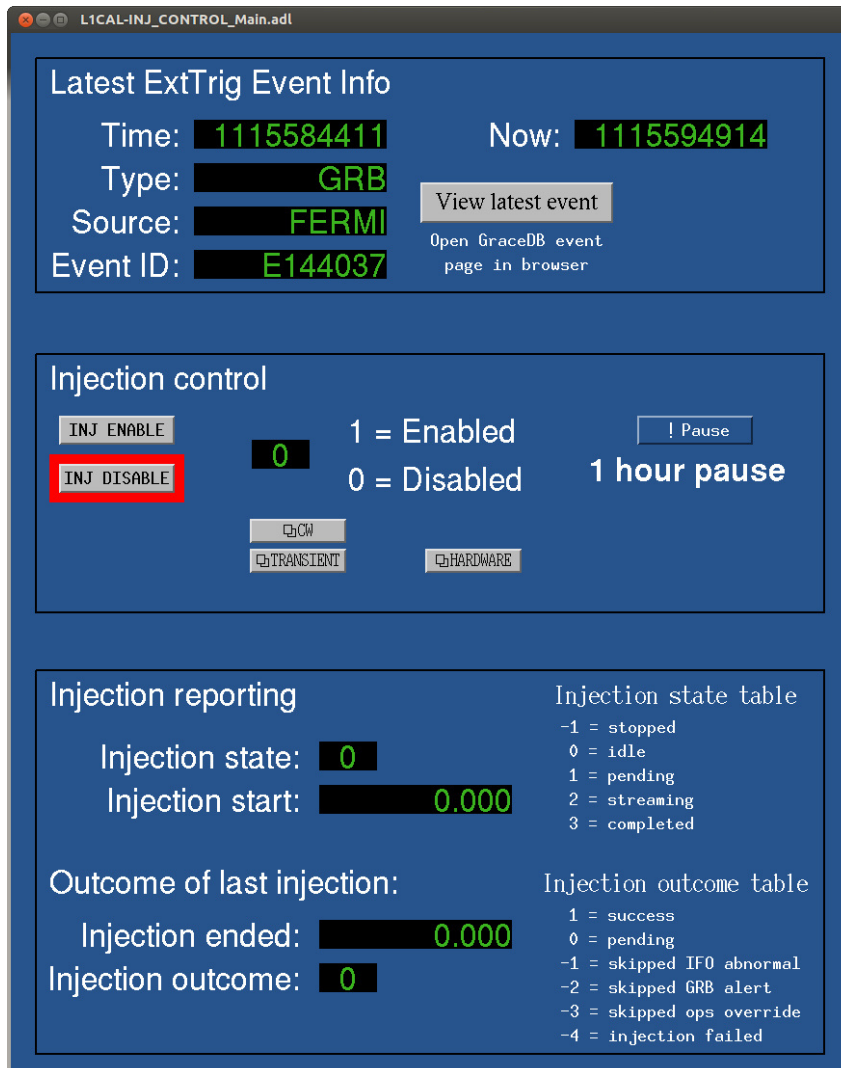 L1CAL-INJ_CONTROL_Main.adl
Latest ExtTrig Event Info
Time: 1115584411 Now: 1115594914
Type: GRB
View latest event
Source: FERMI
Open GraceDB event
page in browser
Event ID: E144037
Injection control
INJ ENABLE 1 = Enabled ! Pause
0
INJ DISABLE 0 = Disabled 1 hour pause
CW
TRANSIENT HARDWARE
Injection reporting Injection state table
-1 = stopped
Injection state: 0 0 = idle
1 = pending
Injection start: 0.000 2 = streaming
3 = completed
Outcome of last injection: Injection outcome table
1 = success
Injection ended: 0.000 0 = pending
-1 = skipped IFO abnormal
Injection outcome: 0 -2 = skipped GRB alert
-3 = skipped ops override
-4 = injection failed